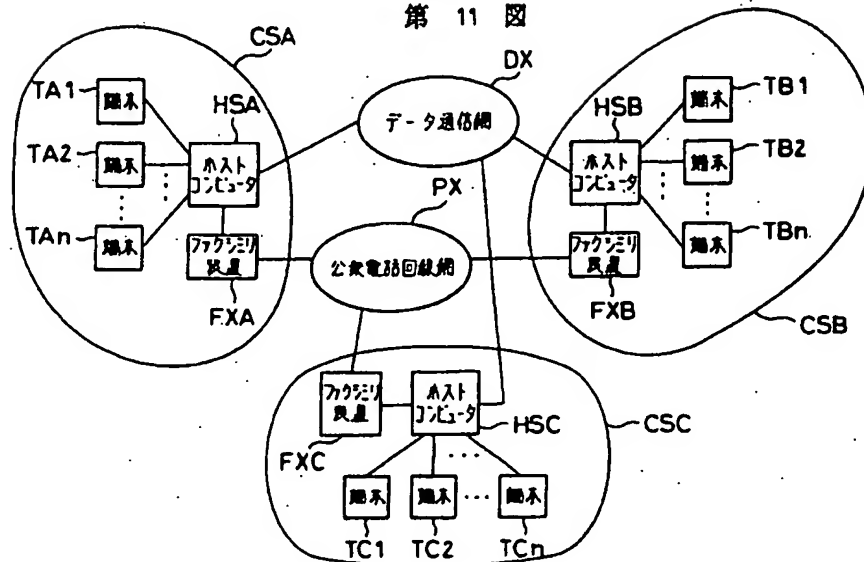 第 11 図
CSA
DX
TA1
端末
HSA
データ通信網
HSB
端末
TB1
TA2
端末
ホスト
コンピュータ
ホスト
コンピュータ
端末
TB2
PX
TAn
端末
ファクシミリ
装置
公衆電話回線網
ファクシミリ
装置
端末
TBn
FXA
FXB
CSB
ファクシミリ
装置
ホスト
コンピュータ
HSC
CSC
FXC
端末
端末
端末
TC1
TC2
TCn